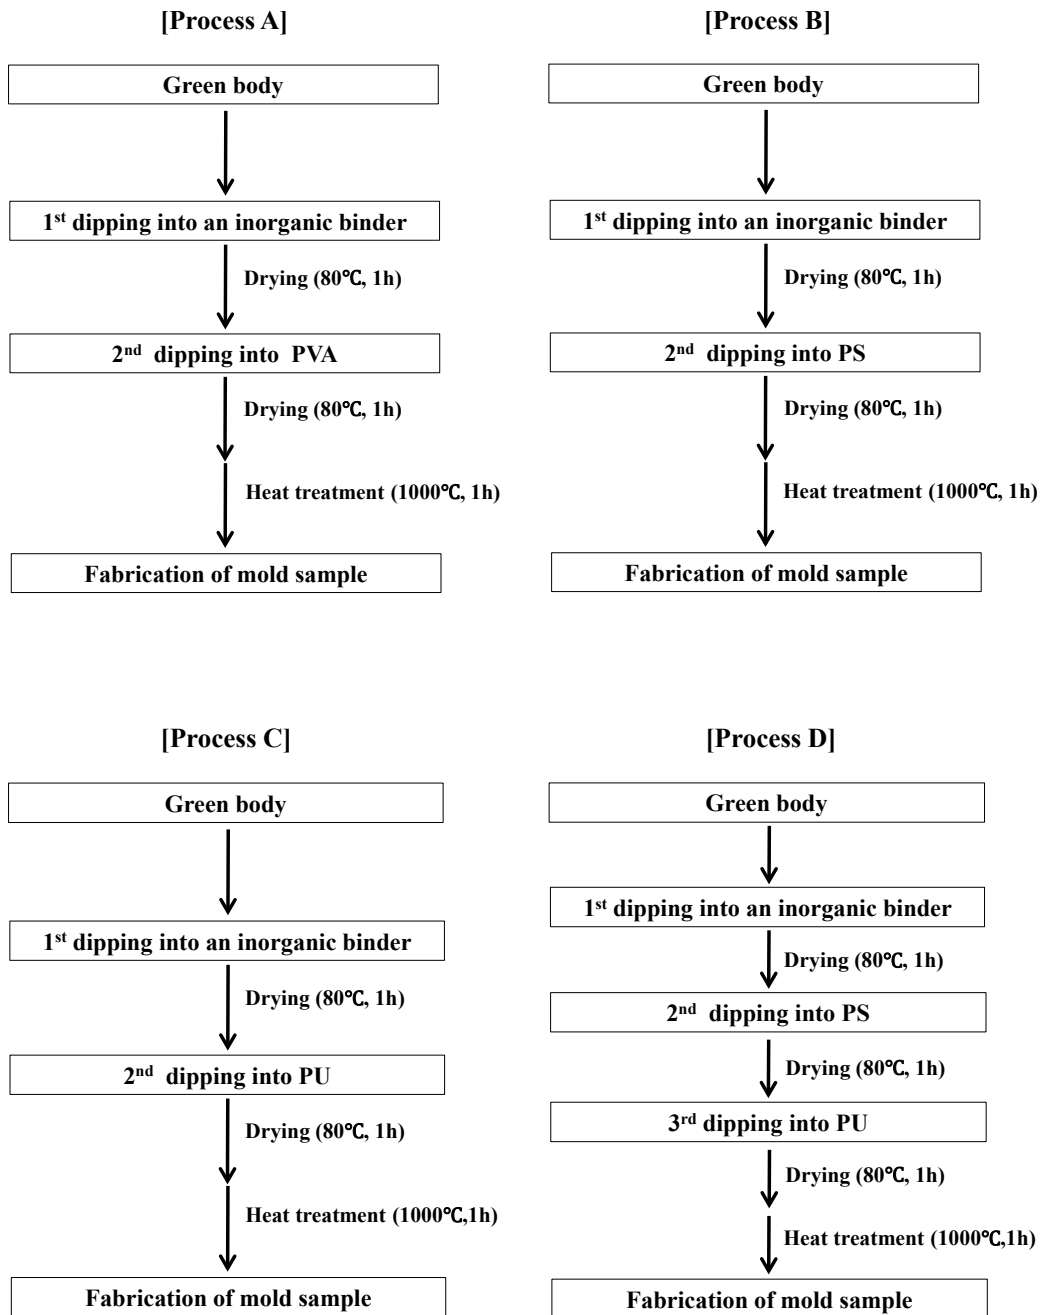 [Process A]
Green body
1st dipping into an inorganic binder
Drying (80℃, 1h)
2nd dipping into PVA
Drying (80℃, 1h)
Heat treatment (1000℃, 1h)
Fabrication of mold sample
[Process B]
Green body
1st dipping into an inorganic binder
Drying (80℃, 1h)
2nd dipping into PS
Drying (80℃, 1h)
Heat treatment (1000℃, 1h)
Fabrication of mold sample
[Process C]
Green body
1st dipping into an inorganic binder
Drying (80℃, 1h)
2nd dipping into PU
Drying (80℃, 1h)
Heat treatment (1000℃,1h)
Fabrication of mold sample
[Process D]
Green body
1st dipping into an inorganic binder
Drying (80℃, 1h)
2nd dipping into PS
Drying (80℃, 1h)
3rd dipping into PU
Drying (80℃, 1h)
Heat treatment (1000℃,1h)
Fabrication of mold sample